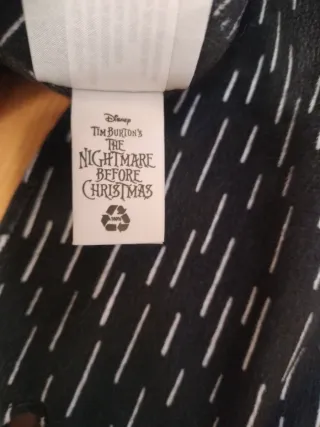 Disney
TIM BURTON'S
THE
NIGHTMARE
BEFORE
CHRISTMAS